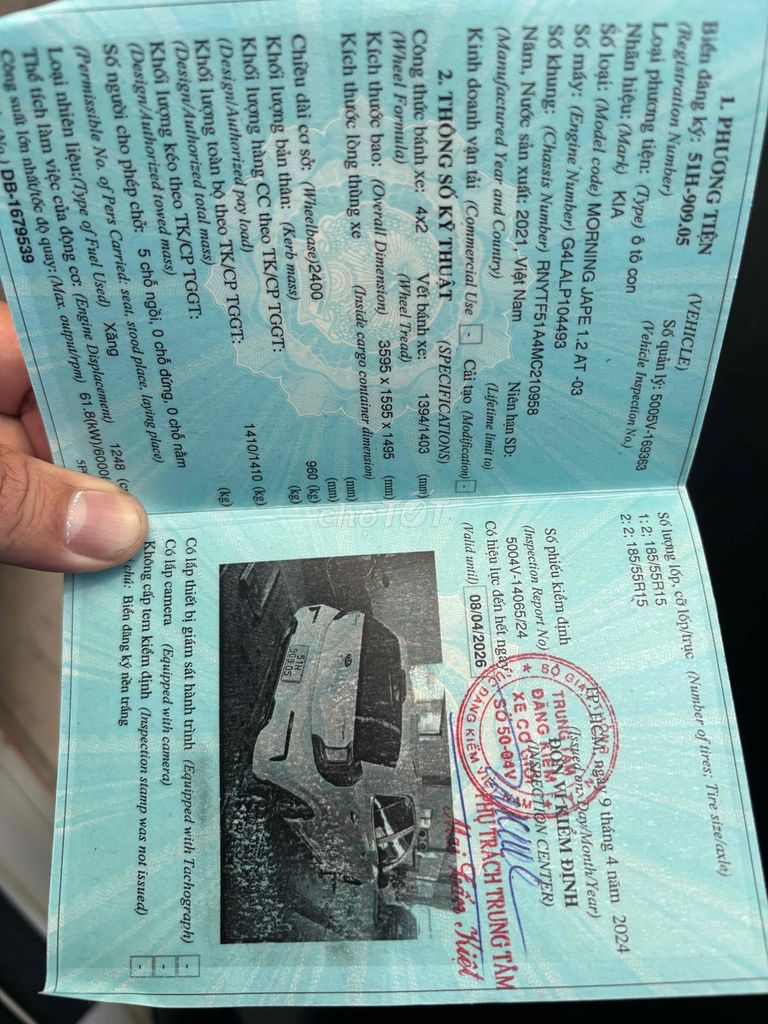 1. PHƯƠNG TIỆN (VEHICLE)
Biển đăng ký: 51H-909.05 Số quản lý: 5005V-169363
(Registration Number) (Vehicle Inspection No.)
Loại phương tiện: (Type) ô tô con
Nhãn hiệu: (Mark) KIA
Số loại: (Model code) MORNING JAPE 1.2 AT -03
Số máy: (Engine Number) G4LALP104493
Số khung: (Chassis Number) RNYTF51A4MC210958
Năm, Nước sản xuất: 2021, Việt Nam Niên hạn SD:
(Manufactured Year and Country) (Lifetime limit to)
Kinh doanh vận tải (Commercial Use) - Cải tạo (Modification) -
2. THÔNG SỐ KỸ THUẬT (SPECIFICATIONS)
Công thức bánh xe: 4x2 Vết bánh xe: 1394/1403 (mm)
(Wheel Formula) (Wheel Tread)
Kích thước bao: (Overall Dimension) 3595 x 1595 x 1495 (mm)
Kích thước lòng thùng xe (Inside cargo container dimension)
(mm)
Chiều dài cơ sở: (Wheelbase) 2400 (mm)
Khối lượng bản thân: (Kerb mass) 960 (kg)
Khối lượng hàng CC theo TK/CP TGGT: (kg)
(Design/Authorized pay load)
Khối lượng toàn bộ theo TK/CP TGGT: 1410/1410 (kg)
(Design/Authorized total mass)
Khối lượng kéo theo TK/CP TGGT: (kg)
(Design/Authorized towed mass)
Số người cho phép chở: 5 chỗ ngồi, 0 chỗ đứng, 0 chỗ nằm
(Permissible No. of Pers Carried: seat, stood place, laying place)
Loại nhiên liệu:(Type of Fuel Used) Xăng
Thể tích làm việc của động cơ: (Engine Displacement) 1248
Công suất lớn nhất/tốc độ quay:(Max. output/rpm) 61.8(kW)/6000
DB-1679539
Số lượng lốp, cỡ lốp/trục (Number of tires: Tire size/axle)
1: 2; 185/55R15
2: 2; 185/55R15
TP. HCM, ngày 9 tháng 4 năm 2024
(Issued on: Day/Month/Year)
Số phiếu kiểm định ĐƠN VỊ KIỂM ĐỊNH
(Inspection Report No) (INSPECTION CENTER)
5004V-14065/24
Có hiệu lực đến hết ngày
(Valid until) 08/04/2026
TRUNG TÂM
ĐĂNG KIỂM
XE CƠ GIỚI
SỐ 50-04V
PHỤ TRÁCH TRUNG TÂM
51H
909.05
Có lắp thiết bị giám sát hành trình (Equipped with Tachograph) -
Có lắp camera (Equipped with camera) -
Không cấp tem kiểm định (Inspection stamp was not issued) -
chú: Biển đăng ký nền trắng
choTỐT